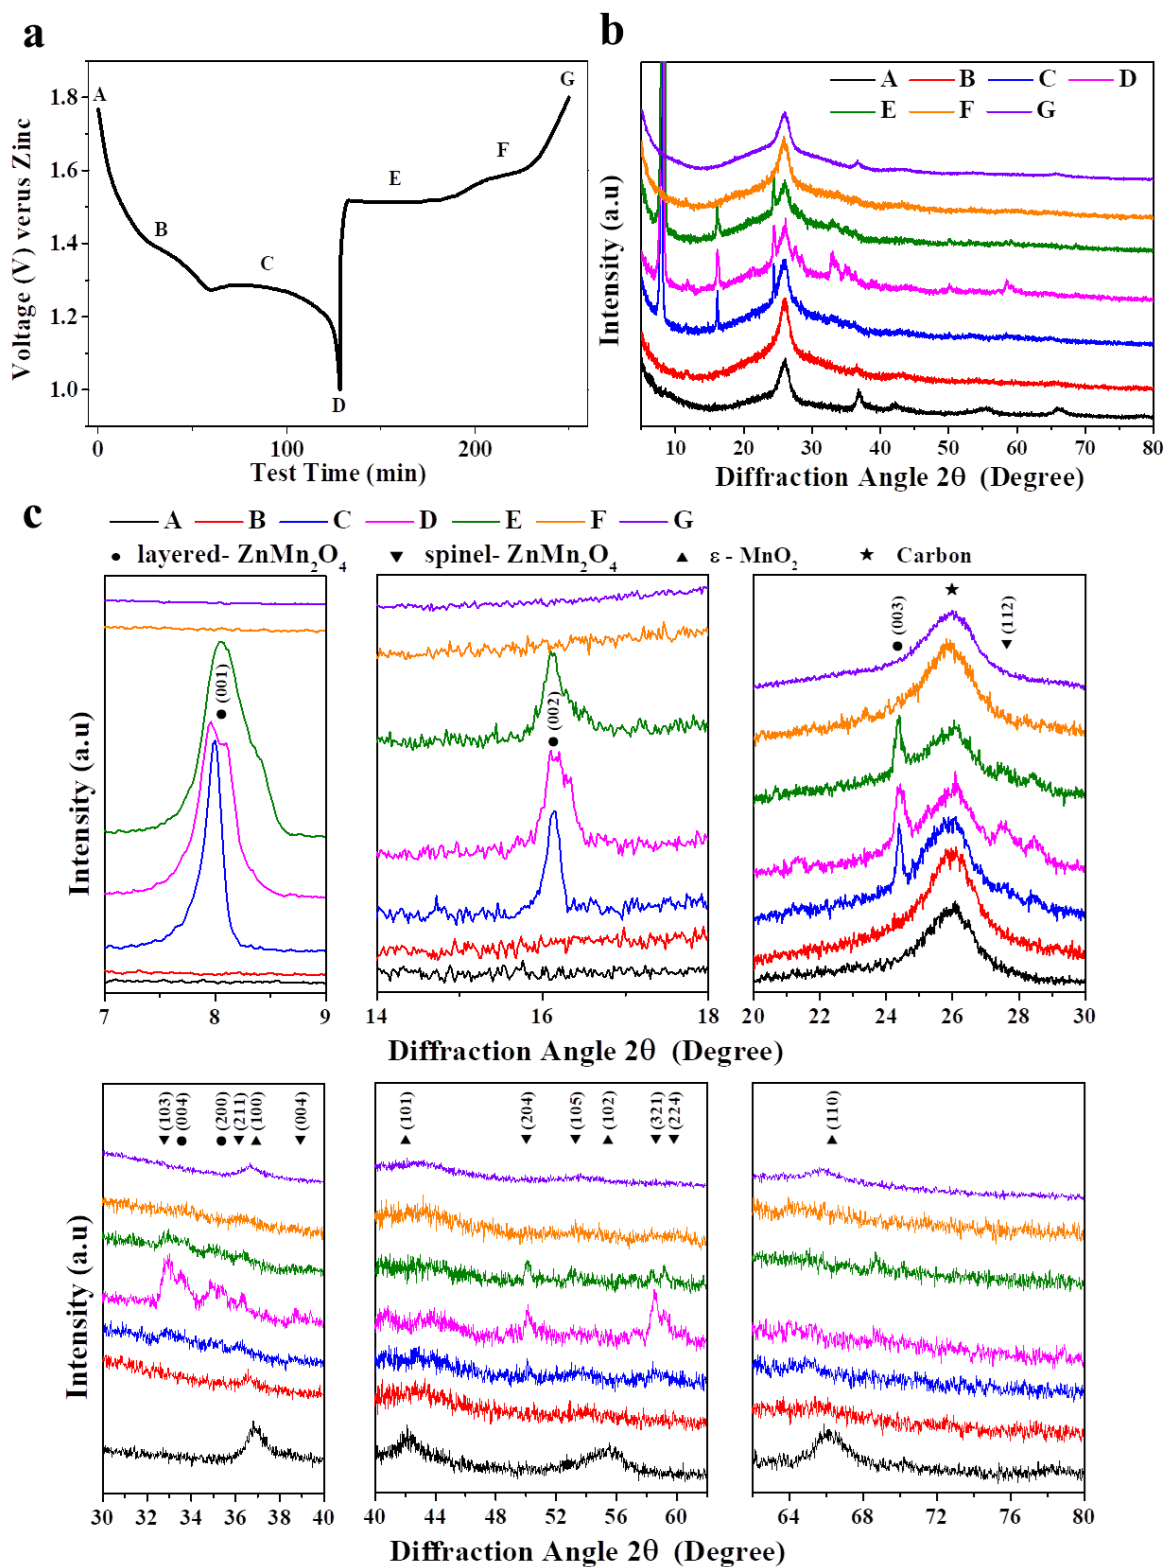 a
A
B
C
D
E
F
G
1.8
1.6
1.4
1.2
1.0
0
100
200
Voltage (V) verus Zinc
Test Time (min)
b
A B C D
E F G
Intensity (a.u)
10 20 30 40 50 60 70 80
Diffraction Angle 2θ (Degree)
c
A B C D E F G
● layered- ZnMn₂O₄ ▼ spinel- ZnMn₂O₄ ▲ ε - MnO₂ ★ Carbon
Intensity (a.u)
(001)
7 8 9
(002)
14 16 18
(003)
(112)
20 22 24 26 28 30
Diffraction Angle 2θ (Degree)
Intensity (a.u)
(103)
(004)
(200)
(211)
(100)
(004)
30 33 36 39 40
(101)
(204)
(105)
(102)
(321)
(224)
40 44 48 52 56 60
(110)
64 68 72 76 80
Diffraction Angle 2θ (Degree)